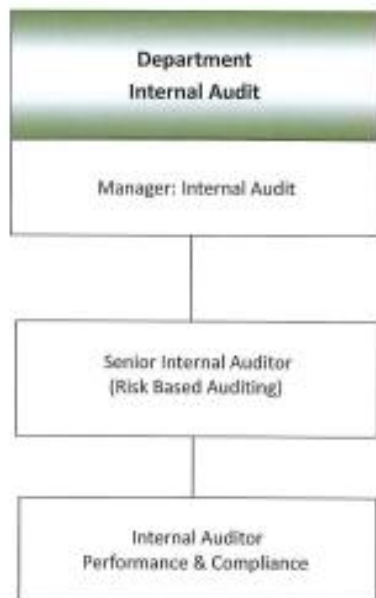 Department
Internal Audit
Manager: Internal Audit
Senior Internal Auditor
(Risk Based Auditing)
Internal Auditor
Performance & Compliance